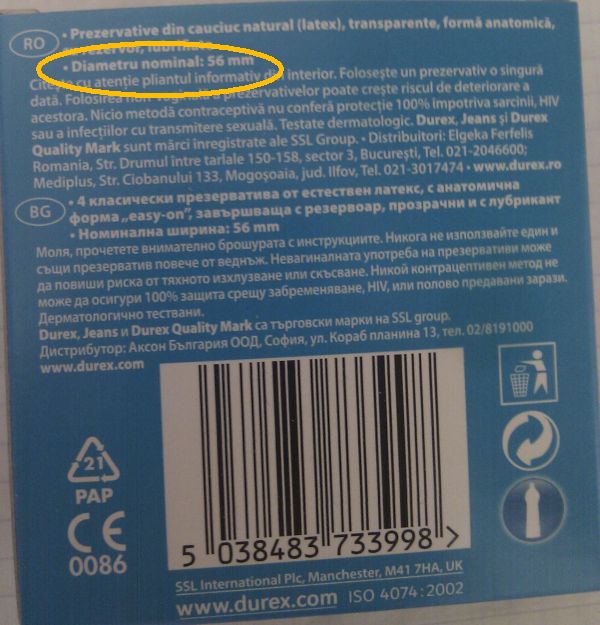 RO
• Prezervative din cauciuc natural (latex), transparente, formă anatomică,
cu rezervor, lubrifiate
• Diametru nominal: 56 mm
Citește cu atenție pliantul informativ din interior. Folosește un prezervativ o singură
dată. Folosirea non-vaginală a prezervativelor poate crește riscul de deteriorare a
acestora. Nicio metodă contraceptivă nu conferă protecție 100% împotriva sarcinii, HIV
sau a infecțiilor cu transmitere sexuală. Testate dermatologic. Durex, Jeans și Durex
Quality Mark sunt mărci înregistrate ale SSL Group. • Distribuitori: Elgeka Ferfelis
Romania, Str. Drumul între tarlale 150-158, sector 3, București, Tel. 021-2046600;
Mediplus, Str. Ciobanului 133, Mogoșoaia, jud. Ilfov, Tel. 021-3017474 • www.durex.ro
BG
• 4 класически презерватива от естествен латекс, с анатомична
форма „easy-on”, завършваща с резервоар, прозрачни и с лубрикант
• Номинална ширина: 56 mm
Моля, прочетете внимателно брошурата с инструкциите. Никога не използвайте един и
същи презерватив повече от веднъж. Невагиналната употреба на презервативи може
да повиши риска от тяхното изхлузване или скъсване. Никой контрацептивен метод не
може да осигури 100% защита срещу забременяване, HIV, или полово предавани зарази.
Дерматологично тествани.
Durex, Jeans и Durex Quality Mark са търговски марки на SSL group.
Дистрибутор: Аксон България ООД, София, ул. Кораб планина 13, тел. 02/8191000
www.durex.com
21
PAP
CE
0086
5 038483 733998 >
SSL International Plc, Manchester, M41 7HA, UK
www.durex.com ISO 4074:2002